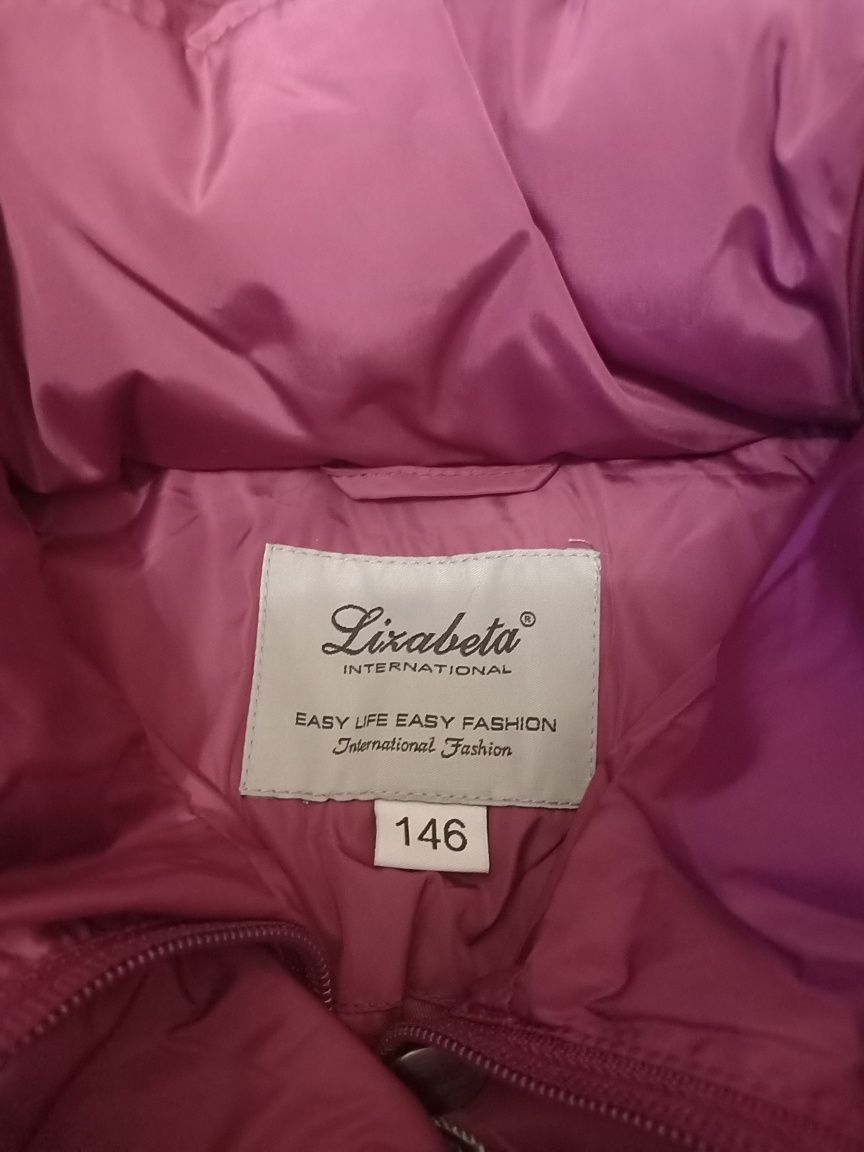 Lizabeta®
INTERNATIONAL
EASY LIFE EASY FASHION
International Fashion
146